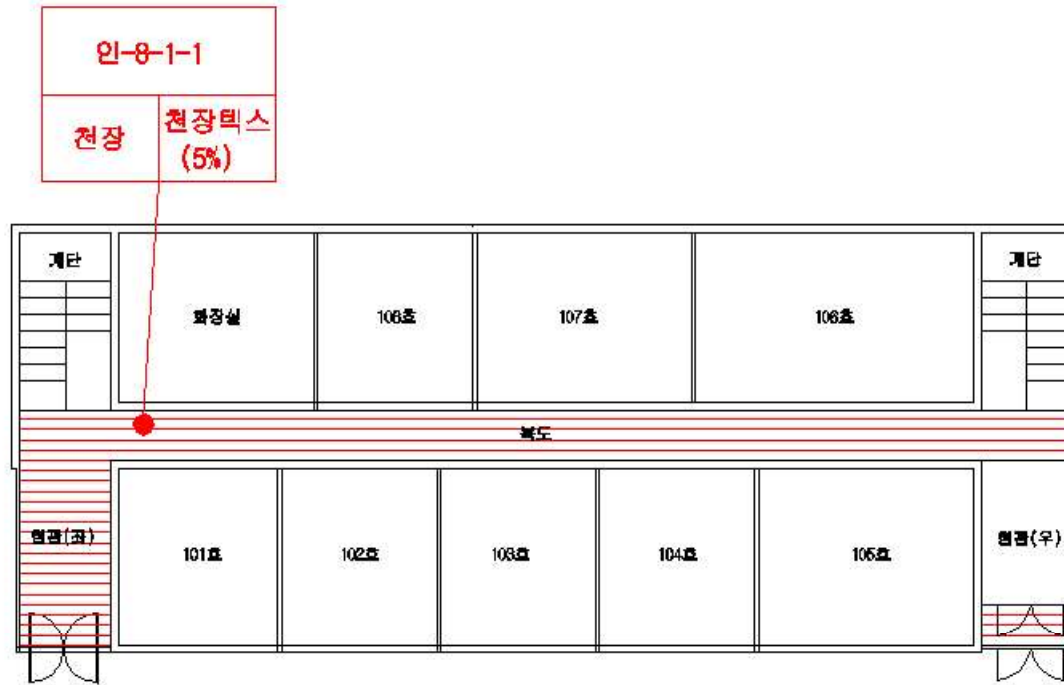 인-8-1-1
천장
천장텍스
(5%)
계단
화장실
108호
107호
106호
계단
복도
현관(좌)
101호
102호
103호
104호
105호
현관(우)